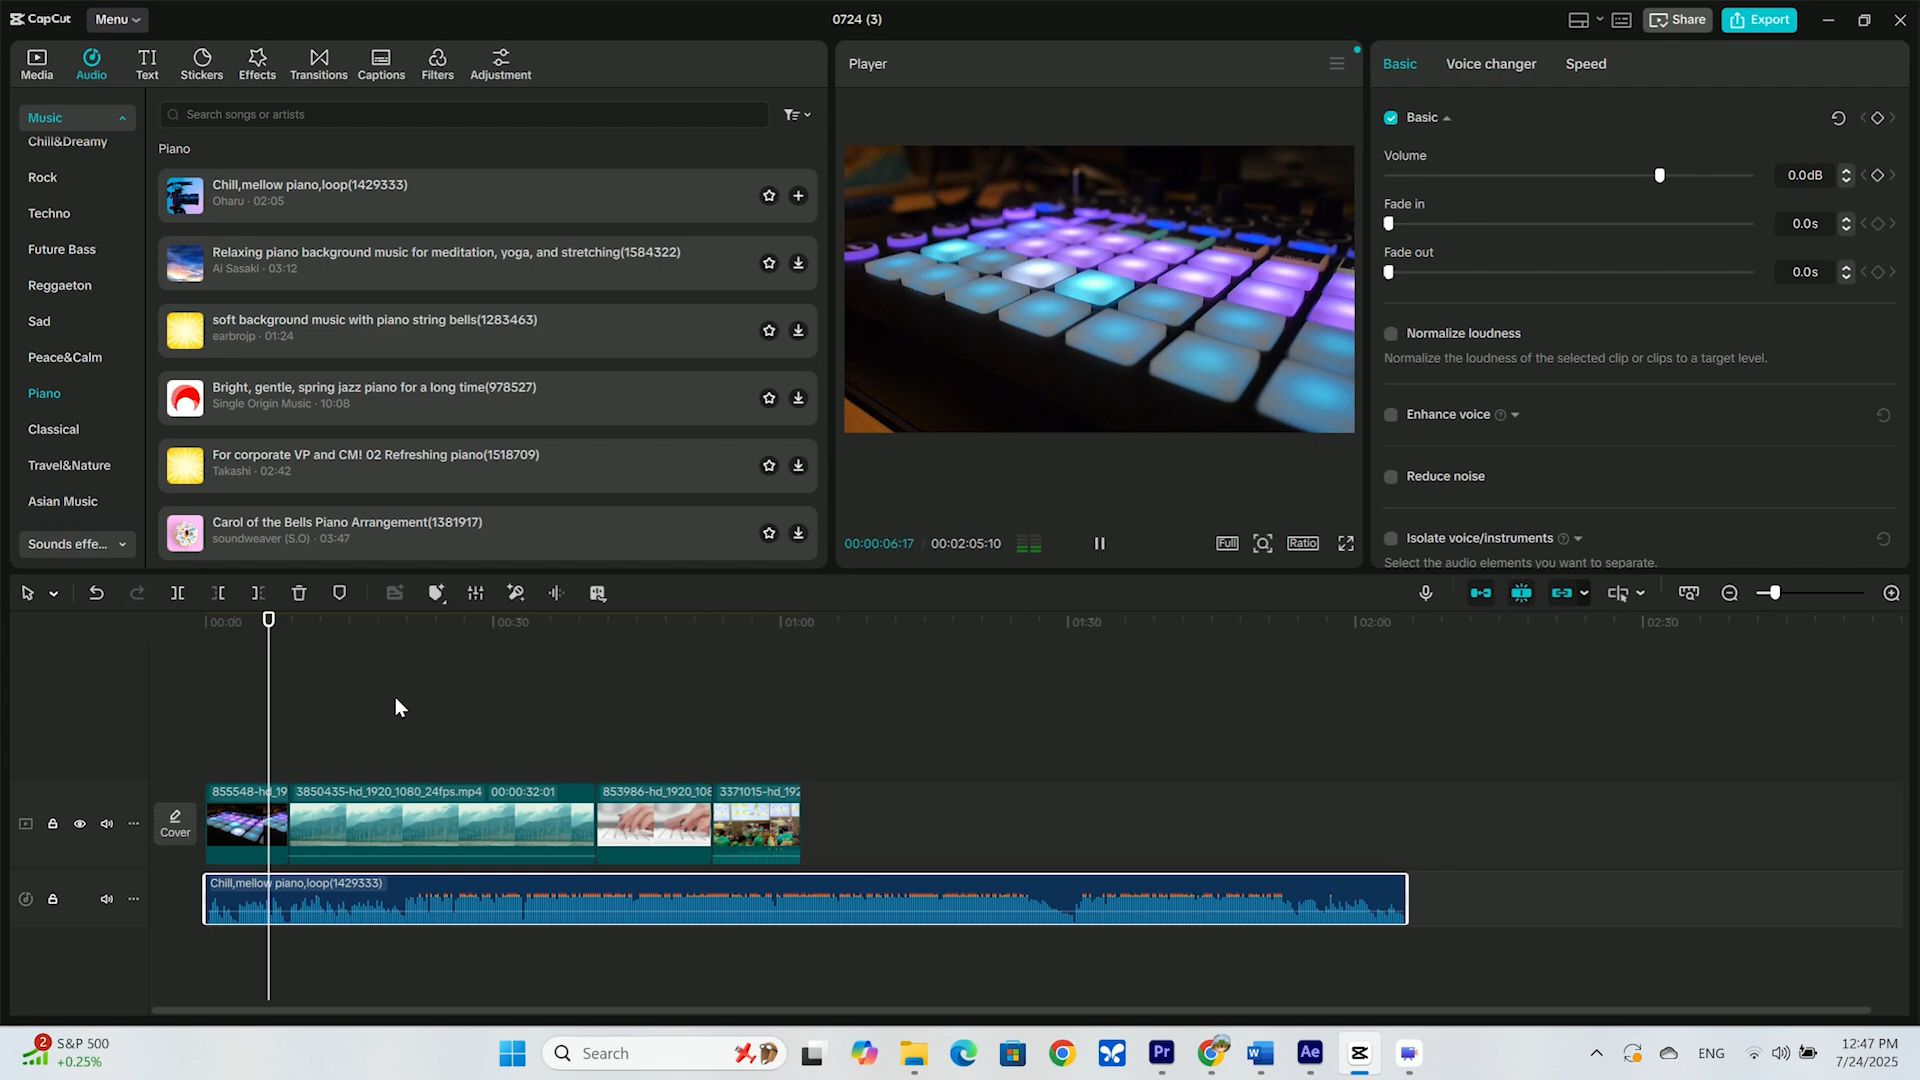 CapCut
Menu
0724 (3)
Share
Export
Media
Audio
Text
Stickers
Effects
Transitions
Captions
Filters
Adjustment
Music
Chill&Dreamy
Rock
Techno
Future Bass
Reggaeton
Sad
Peace&Calm
Piano
Classical
Travel&Nature
Asian Music
Sounds effe...
Search songs or artists
Piano
Chill,mellow piano,loop(1429333)
Oharu · 02:05
Relaxing piano background music for meditation, yoga, and stretching(1584322)
Ai Sasaki · 03:12
soft background music with piano string bells(1283463)
earbrojp · 01:24
Bright, gentle, spring jazz piano for a long time(978527)
Single Origin Music · 10:08
For corporate VP and CM! 02 Refreshing piano(1518709)
Takashi · 02:42
Carol of the Bells Piano Arrangement(1381917)
soundweaver (S.O) · 03:47
Player
00:00:06:17 / 00:02:05:10
Full
Ratio
Basic
Voice changer
Speed
Basic
Volume
0.0dB
Fade in
0.0s
Fade out
0.0s
Normalize loudness
Normalize the loudness of the selected clip or clips to a target level.
Enhance voice
Reduce noise
Isolate voice/instruments
Select the audio elements you want to separate.
00:00
00:30
01:00
01:30
02:00
02:30
Cover
855548-hd_19
3850435-hd_1920_1080_24fps.mp4 00:00:32:01
853986-hd_1920_108
3371015-hd_192
Chill,mellow piano,loop(1429333)
2
S&P 500
+0.25%
Search
Pr
Ae
ENG
12:47 PM
7/24/2025